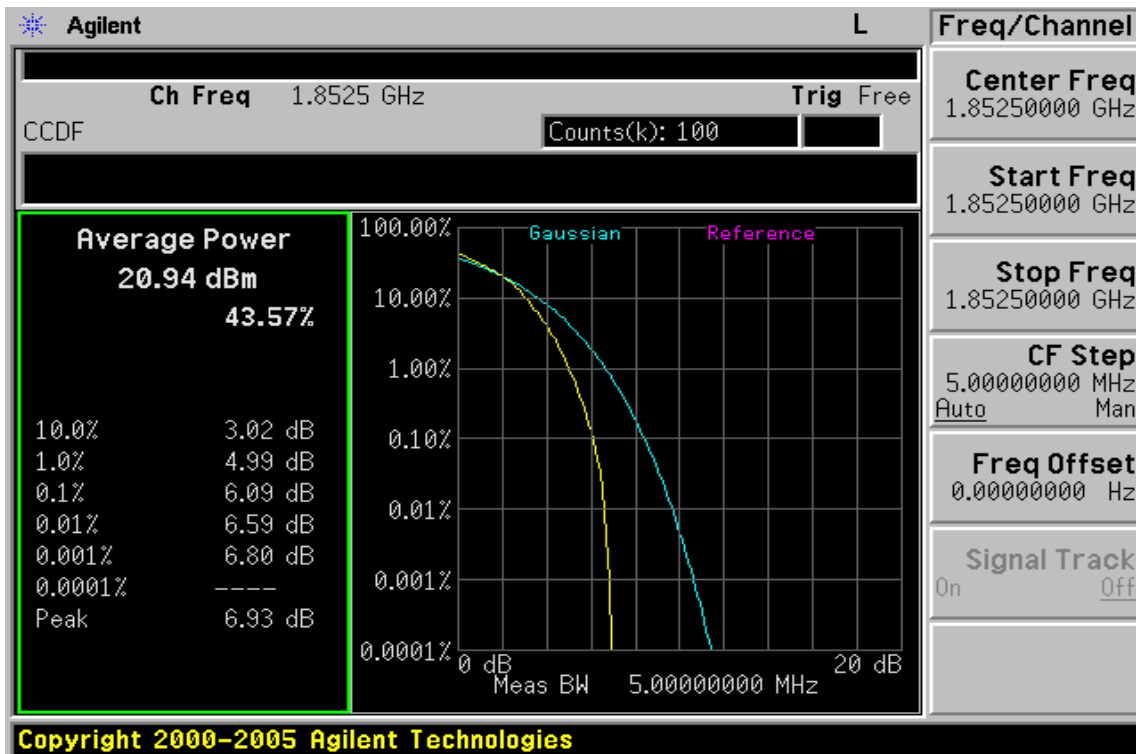 Agilent L
Ch Freq 1.8525 GHz Trig Free
CCDF Counts(k): 100
Average Power
20.94 dBm
43.57%
10.0% 3.02 dB
1.0% 4.99 dB
0.1% 6.09 dB
0.01% 6.59 dB
0.001% 6.80 dB
0.0001% ----
Peak 6.93 dB
Gaussian Reference
100.00%
10.00%
1.00%
0.10%
0.01%
0.001%
0.0001%
0 dB 20 dB
Meas BW 5.00000000 MHz
Freq/Channel
Center Freq
1.85250000 GHz
Start Freq
1.85250000 GHz
Stop Freq
1.85250000 GHz
CF Step
5.00000000 MHz
Auto Man
Freq Offset
0.00000000 Hz
Signal Track
On Off
Copyright 2000-2005 Agilent Technologies